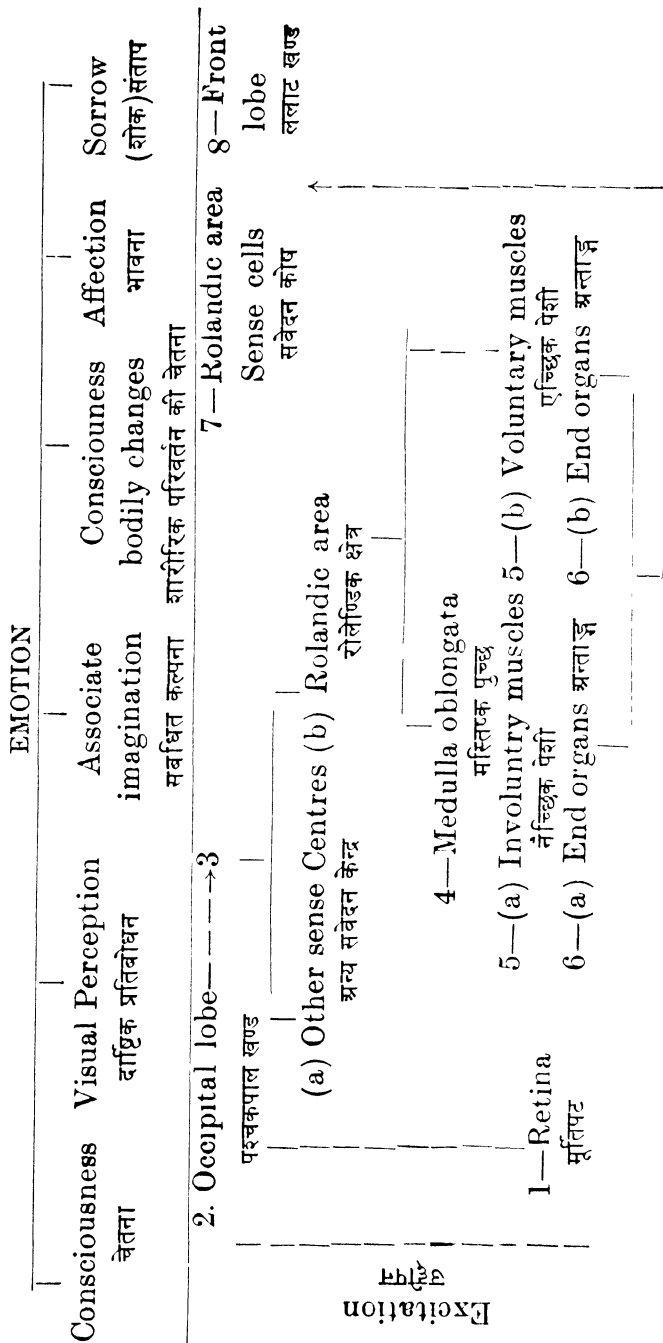 EMOTION
Consciousness Visual Perception Associate Consciouness Affection Sorrow
चेतना दाष्टिक प्रतिबोधन imagination bodily changes भावना (शोक)संताप
सबधित कल्पना शारीरिक परिवर्तन की चेतना
2. Occipital lobe———→3 7—Rolandic area 8—Front
पश्चकपाल खण्ड Sense cells lobe
सवेदन कोष ललाट खण्ड
(a) Other sense Centres (b) Rolandic area
अन्य सवेदन केन्द्र रोलेण्डिक क्षेत्र
4—Medulla oblongata
मस्तिष्क पुच्छ
1—Retina 5—(a) Involuntry muscles 5—(b) Voluntary muscles
मूतिपट नैच्छिक पेशी एच्छिक पेशी
6—(a) End organs अन्ताङ्ग 6—(b) End organs अन्ताङ्ग
Excitation
उद्दीपन